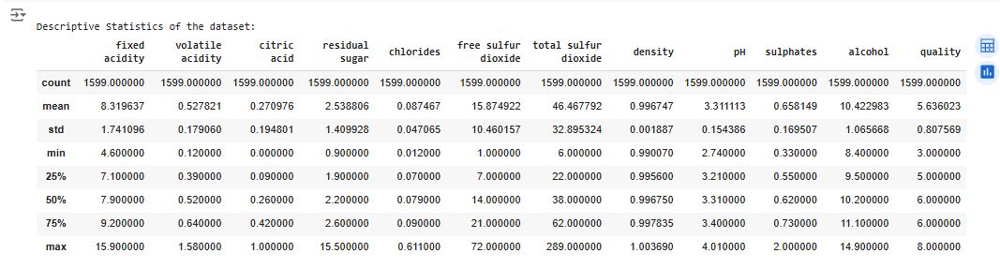 Descriptive Statistics of the dataset:
fixed acidity volatile acidity citric acid residual sugar chlorides free sulfur dioxide total sulfur dioxide density pH sulphates alcohol quality
count 1599.000000 1599.000000 1599.000000 1599.000000 1599.000000 1599.000000 1599.000000 1599.000000 1599.000000 1599.000000 1599.000000 1599.000000
mean 8.319637 0.527821 0.270976 2.538806 0.087467 15.874922 46.467792 0.996747 3.311113 0.658149 10.422983 5.636023
std 1.741096 0.179060 0.194801 1.409928 0.047065 10.460157 32.895324 0.001887 0.154386 0.169507 1.065668 0.807569
min 4.600000 0.120000 0.000000 0.900000 0.012000 1.000000 6.000000 0.990070 2.740000 0.330000 8.400000 3.000000
25% 7.100000 0.390000 0.090000 1.900000 0.070000 7.000000 22.000000 0.995600 3.210000 0.550000 9.500000 5.000000
50% 7.900000 0.520000 0.260000 2.200000 0.079000 14.000000 38.000000 0.996750 3.310000 0.620000 10.200000 6.000000
75% 9.200000 0.640000 0.420000 2.600000 0.090000 21.000000 62.000000 0.997835 3.400000 0.730000 11.100000 6.000000
max 15.900000 1.580000 1.000000 15.500000 0.611000 72.000000 289.000000 1.003690 4.010000 2.000000 14.900000 8.000000